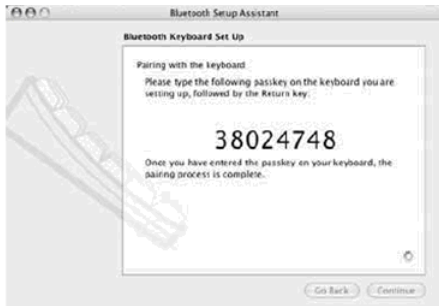 Bluetooth Setup Assistant
Bluetooth Keyboard Set Up
Pairing with the keyboard
Please type the following passkey on the keyboard you are
setting up, followed by the Return key:
38024748
Once you have entered the passkey on your keyboard, the
pairing process is complete.
Go Back
Continue